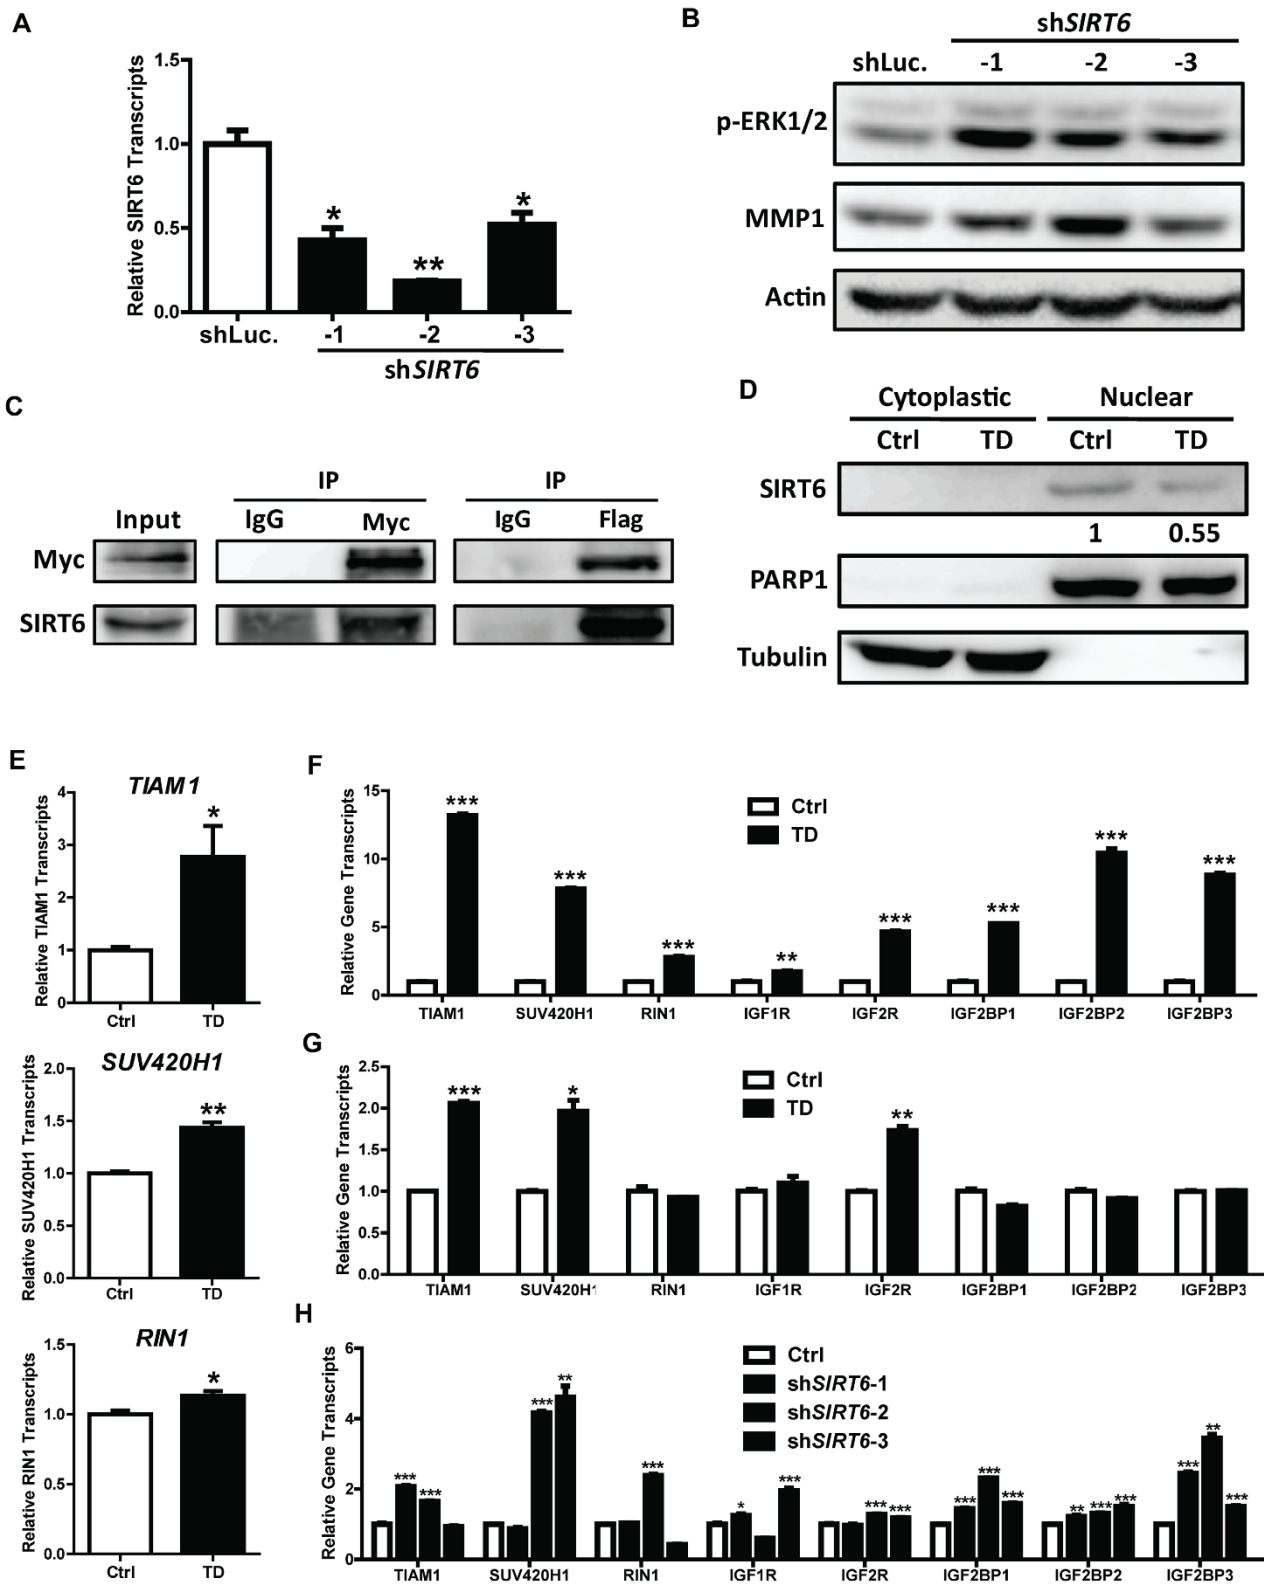 A
Relative SIRT6 Transcripts
1.5
1.0
0.5
0.0
*
**
*
shLuc.
-1
-2
-3
shSIRT6
B
shSIRT6
shLuc.
-1
-2
-3
p-ERK1/2
MMP1
Actin
C
IP
IP
Input
IgG
Myc
IgG
Flag
Myc
SIRT6
D
Cytoplastic
Nuclear
Ctrl
TD
Ctrl
TD
SIRT6
1
0.55
PARP1
Tubulin
E
TIAM1
Relative TIAM1 Transcripts
4
3
2
1
0
*
Ctrl
TD
SUV420H1
Relative SUV420H1 Transcripts
2.0
1.5
1.0
0.5
0.0
**
Ctrl
TD
RIN1
Relative RIN1 Transcripts
1.5
1.0
0.5
0.0
*
Ctrl
TD
F
Relative Gene Transcripts
15
10
5
0
Ctrl
TD
***
***
***
**
***
***
***
***
TIAM1
SUV420H1
RIN1
IGF1R
IGF2R
IGF2BP1
IGF2BP2
IGF2BP3
G
Relative Gene Transcripts
2.5
2.0
1.5
1.0
0.5
0.0
Ctrl
TD
***
*
**
TIAM1
SUV420H1
RIN1
IGF1R
IGF2R
IGF2BP1
IGF2BP2
IGF2BP3
H
Relative Gene Transcripts
6
4
2
0
Ctrl
shSIRT6-1
shSIRT6-2
shSIRT6-3
***
***
***
**
***
*
***
***
***
***
***
***
**
***
***
***
**
***
TIAM1
SUV420H1
RIN1
IGF1R
IGF2R
IGF2BP1
IGF2BP2
IGF2BP3